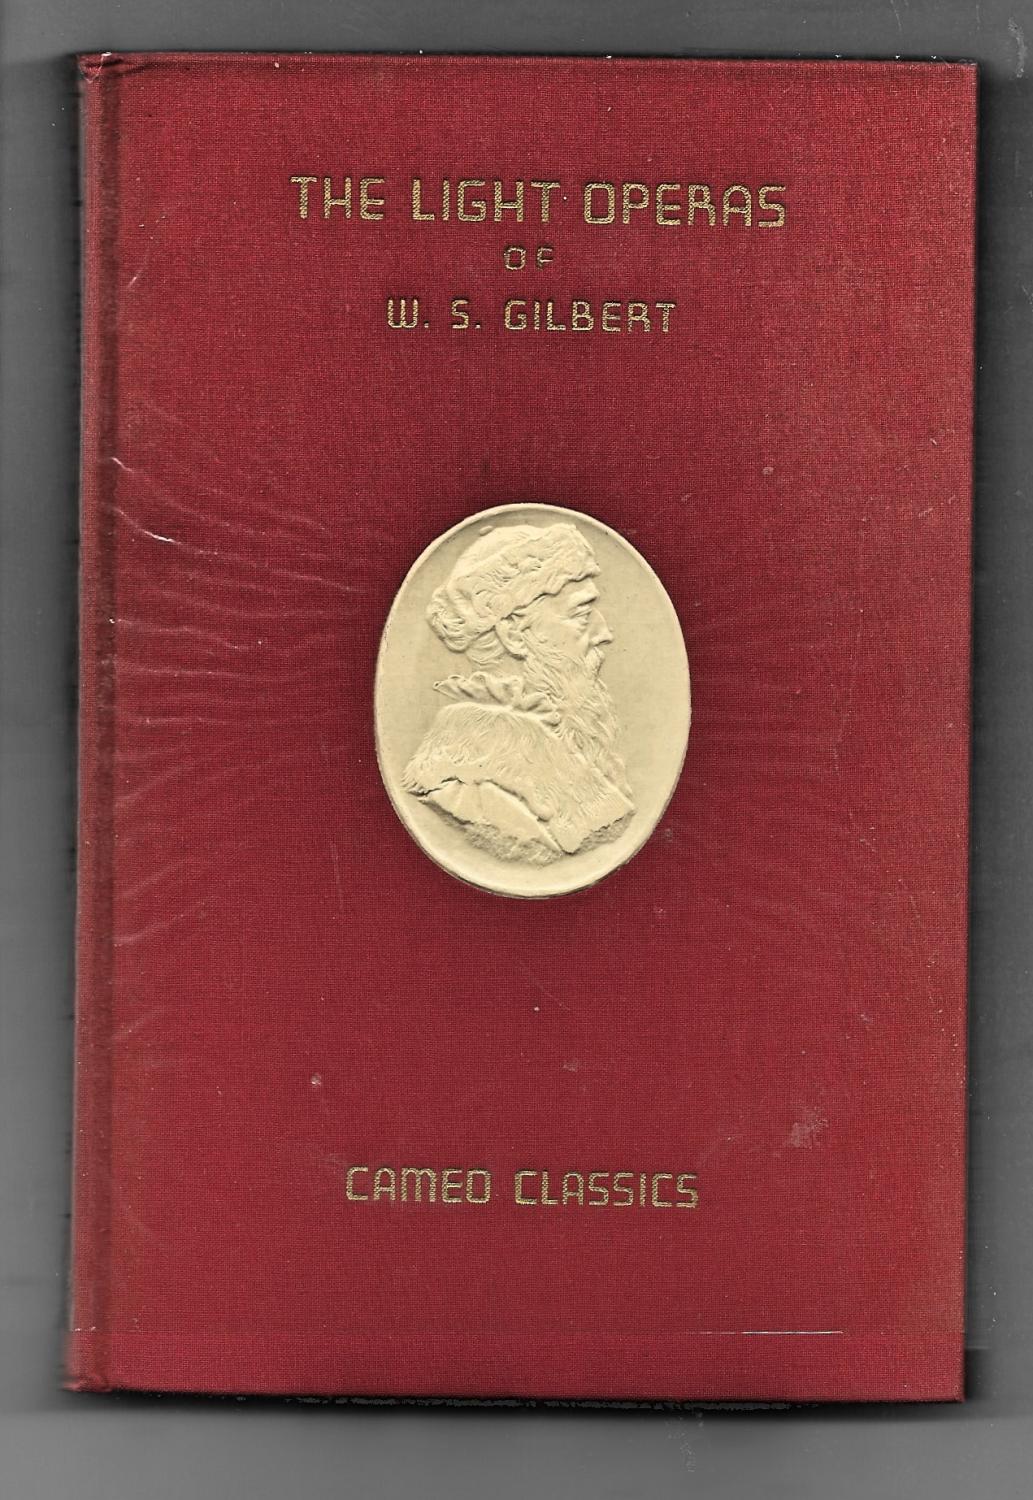 THE LIGHT OPERAS
OF
W. S. GILBERT
CAMEO CLASSICS